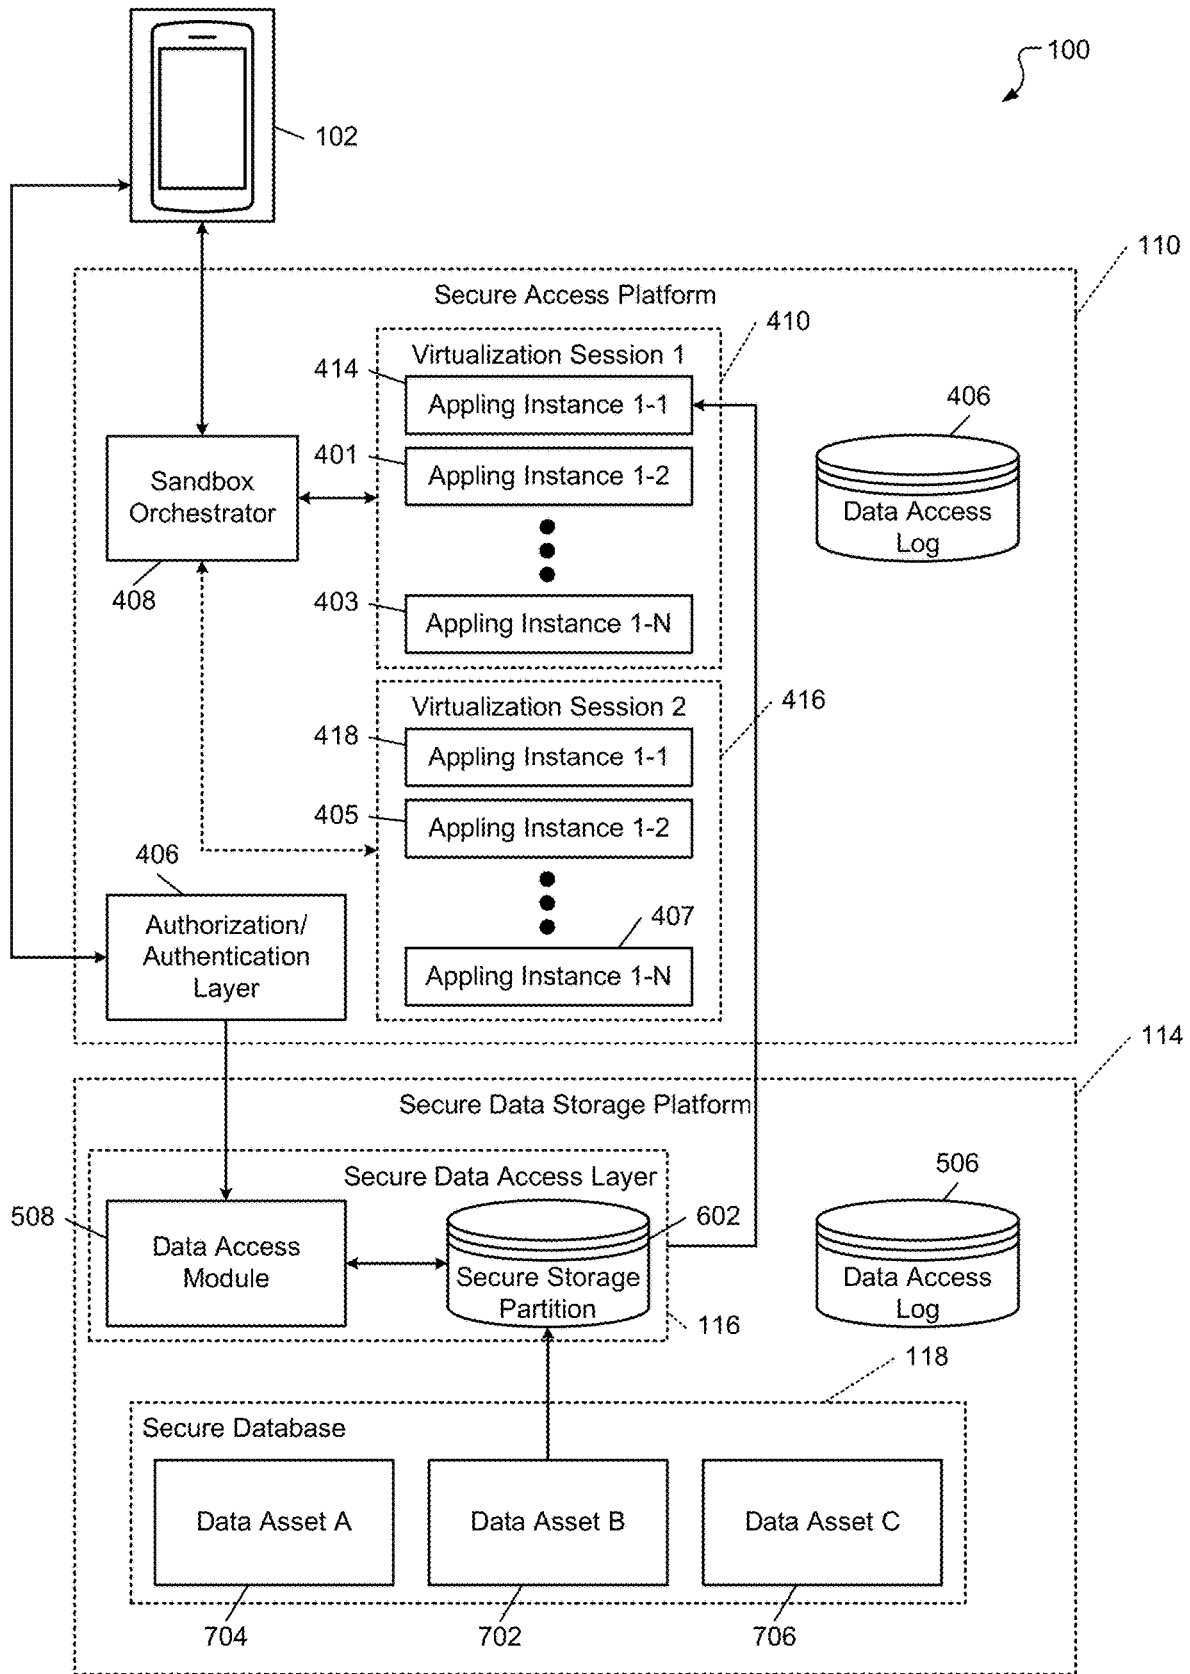 100
102
110
Secure Access Platform
410
Virtualization Session 1
414
Appling Instance 1-1
406
401
Appling Instance 1-2
Sandbox
Orchestrator
Data Access
Log
408
403
Appling Instance 1-N
416
Virtualization Session 2
418
Appling Instance 1-1
405
Appling Instance 1-2
406
407
Authorization/
Authentication
Layer
Appling Instance 1-N
114
Secure Data Storage Platform
Secure Data Access Layer
506
508
602
Data Access
Module
Secure Storage
Partition
Data Access
Log
116
118
Secure Database
Data Asset A
Data Asset B
Data Asset C
704
702
706